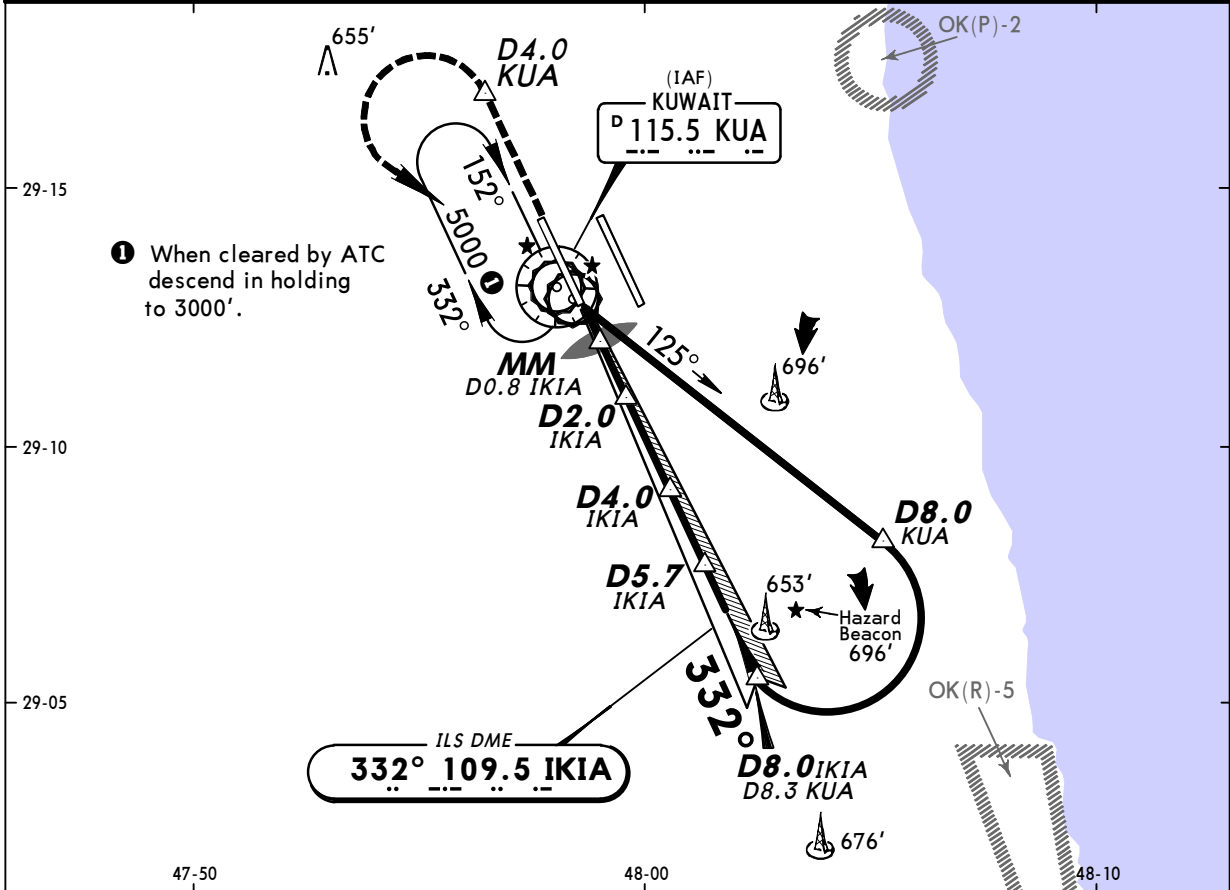 655'
D4.0
KUA
OK(P)-2
(IAF)
KUWAIT
D 115.5 KUA
29-15
152°
5000 ❶
332°
❶ When cleared by ATC
descend in holding
to 3000'.
125°
696'
MM
D0.8 IKIA
D2.0
IKIA
29-10
D4.0
IKIA
D8.0
KUA
D5.7
IKIA
653'
Hazard
Beacon
696'
29-05
332°
OK(R)-5
ILS DME
332° 109.5 IKIA
D8.0 IKIA
D8.3 KUA
676'
47-50
48-00
48-10